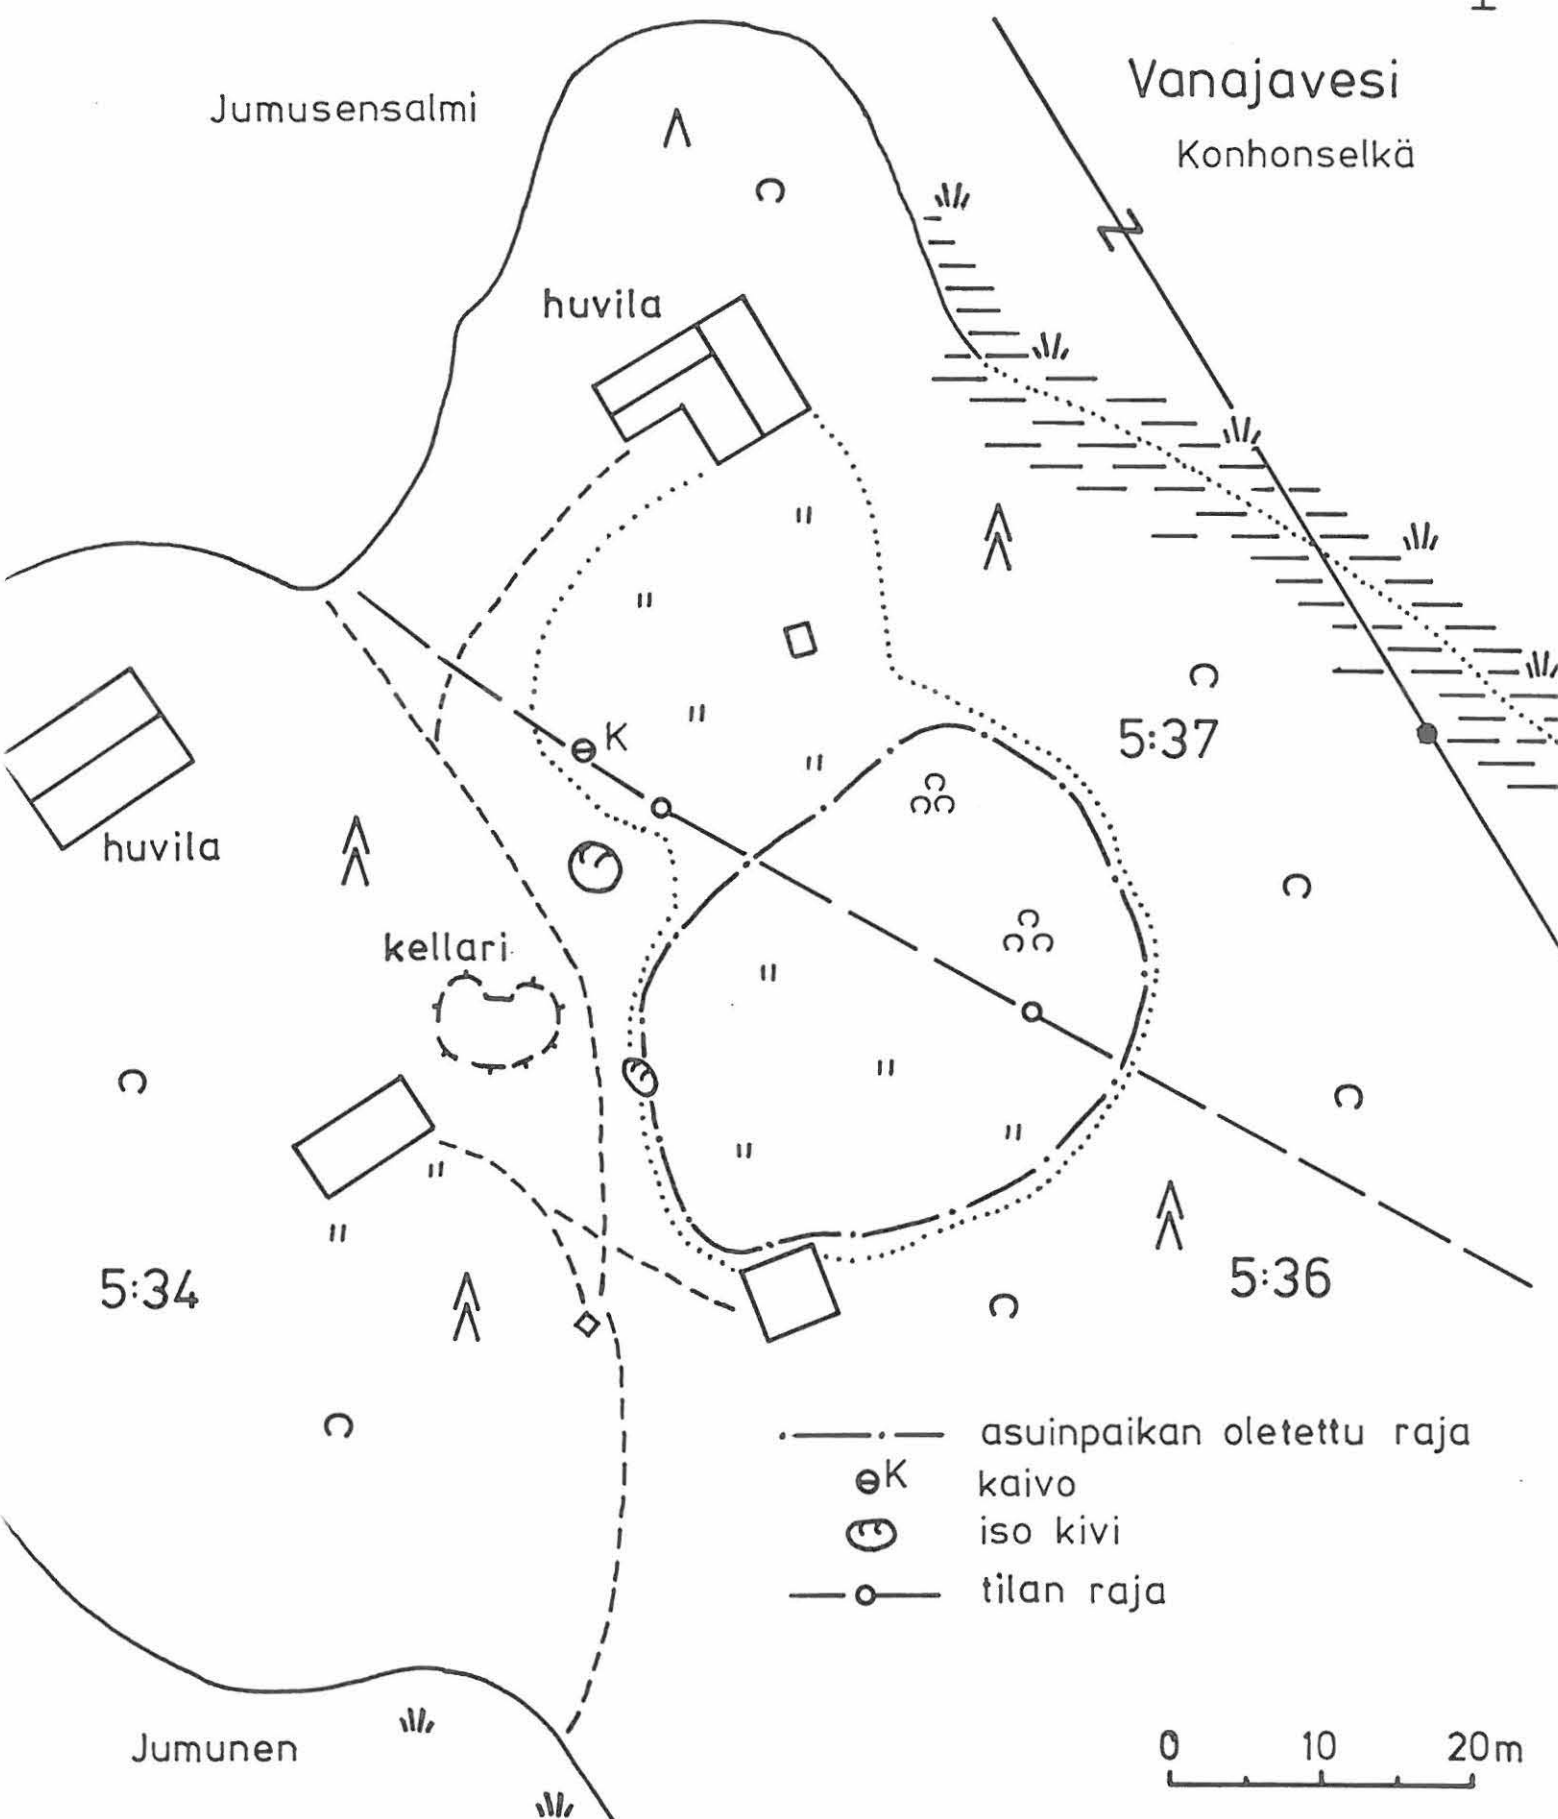 Vanajavesi
Jumusensalmi
Konhonselkä
huvila
K
5:37
huvila
kellari
5:34
5:36
asuinpaikan oletettu raja
K kaivo
iso kivi
tilan raja
Jumunen
0 10 20m